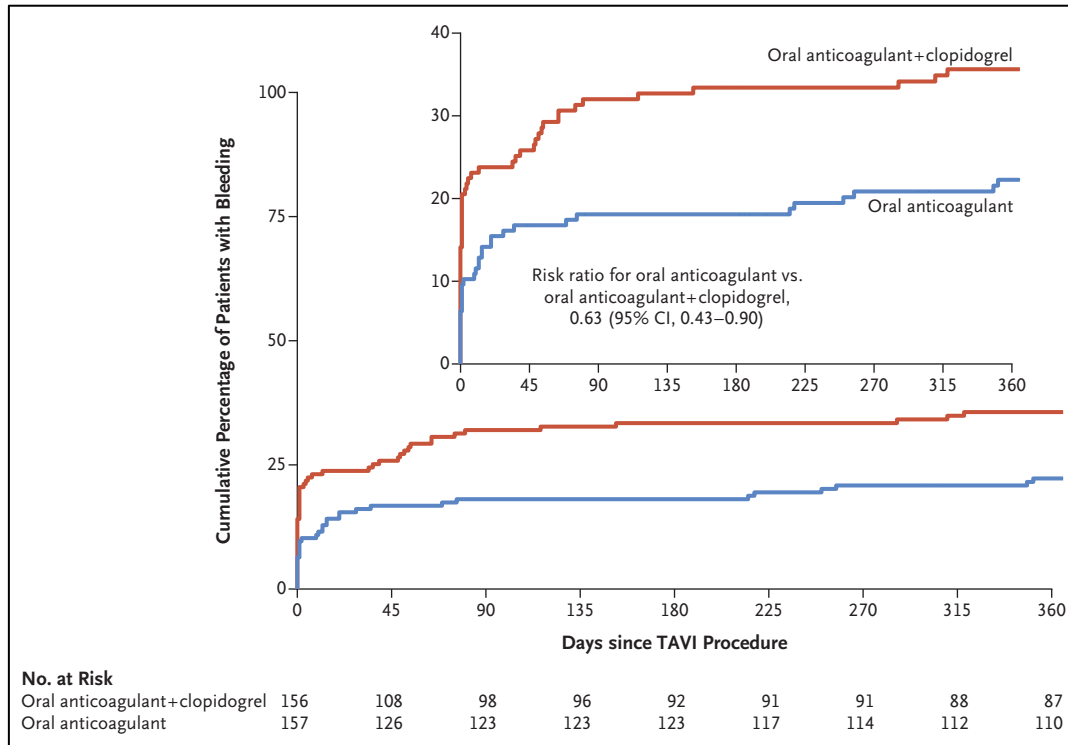 40
Oral anticoagulant+clopidogrel
30
20
Oral anticoagulant
10
Risk ratio for oral anticoagulant vs.
oral anticoagulant+clopidogrel,
0.63 (95% CI, 0.43–0.90)
0
0 45 90 135 180 225 270 315 360
Cumulative Percentage of Patients with Bleeding
100
75
50
25
0
0 45 90 135 180 225 270 315 360
Days since TAVI Procedure
No. at Risk
Oral anticoagulant+clopidogrel 156 108 98 96 92 91 91 88 87
Oral anticoagulant 157 126 123 123 123 117 114 112 110